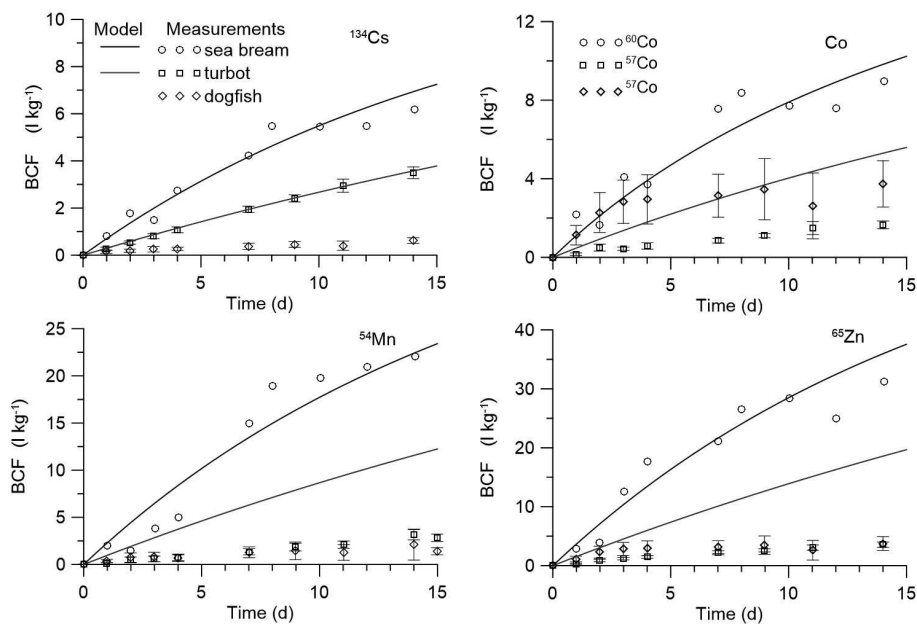 Model Measurements
sea bream
turbot
dogfish
¹³⁴Cs
BCF (l kg⁻¹)
10
8
6
4
2
0
0 5 10 15
Time (d)
⁶⁰Co
⁵⁷Co
⁵⁷Co
Co
BCF (l kg⁻¹)
12
8
4
0
0 5 10 15
Time (d)
⁵⁴Mn
BCF (l kg⁻¹)
25
20
15
10
5
0
0 5 10 15
Time (d)
⁶⁵Zn
BCF (l kg⁻¹)
40
30
20
10
0
0 5 10 15
Time (d)